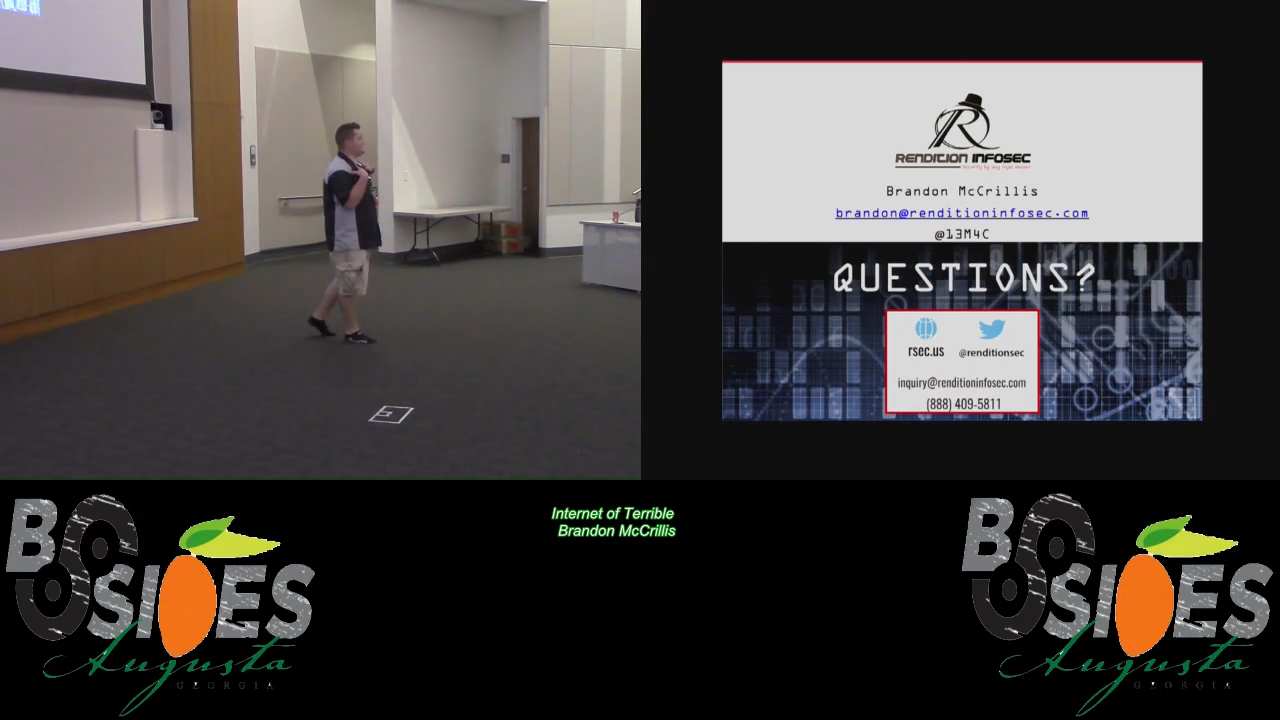 RENDITION INFOSEC
Brandon McCrillis
brandon@renditioninfosec.com
@13M4C
QUESTIONS?
rsec.us
@renditionsec
inquiry@renditioninfosec.com
(888) 409-5811
Internet of Terrible
Brandon McCrillis
BSIDES
Augusta
GEORGIA
BSIDES
Augusta
GEORGIA